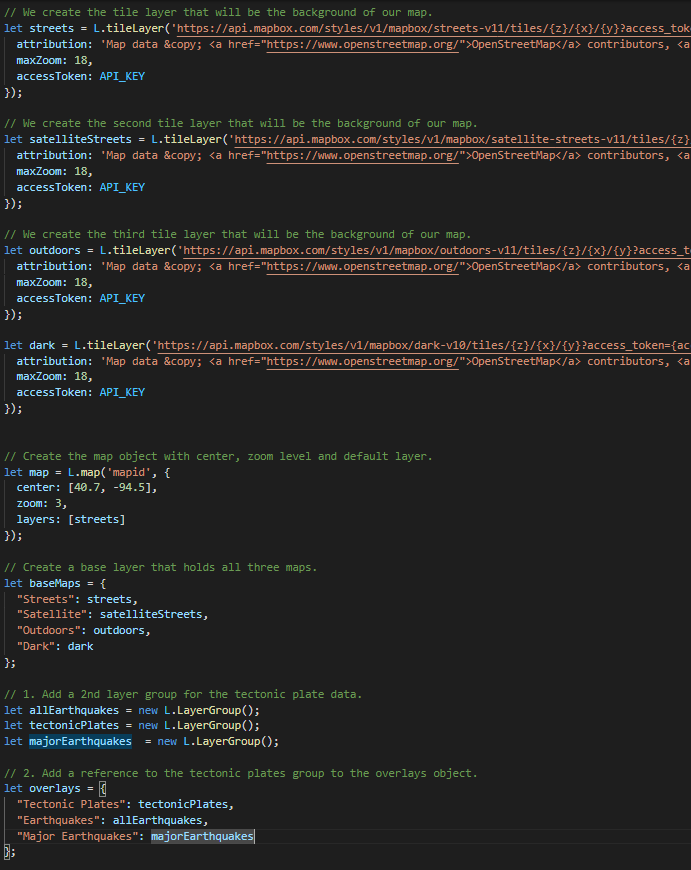 // We create the tile layer that will be the background of our map.
let streets = L.tileLayer('https://api.mapbox.com/styles/v1/mapbox/streets-v11/tiles/{z}/{x}/{y}?access_tok
  attribution: 'Map data &copy; <a href="https://www.openstreetmap.org/">OpenStreetMap</a> contributors, <a
  maxZoom: 18,
  accessToken: API_KEY
});
// We create the second tile layer that will be the background of our map.
let satelliteStreets = L.tileLayer('https://api.mapbox.com/styles/v1/mapbox/satellite-streets-v11/tiles/{z}
  attribution: 'Map data &copy; <a href="https://www.openstreetmap.org/">OpenStreetMap</a> contributors, <a
  maxZoom: 18,
  accessToken: API_KEY
});
// We create the third tile layer that will be the background of our map.
let outdoors = L.tileLayer('https://api.mapbox.com/styles/v1/mapbox/outdoors-v11/tiles/{z}/{x}/{y}?access_t
  attribution: 'Map data &copy; <a href="https://www.openstreetmap.org/">OpenStreetMap</a> contributors, <a
  maxZoom: 18,
  accessToken: API_KEY
});
let dark = L.tileLayer('https://api.mapbox.com/styles/v1/mapbox/dark-v10/tiles/{z}/{x}/{y}?access_token={ac
  attribution: 'Map data &copy; <a href="https://www.openstreetmap.org/">OpenStreetMap</a> contributors, <a
  maxZoom: 18,
  accessToken: API_KEY
});
// Create the map object with center, zoom level and default layer.
let map = L.map('mapid', {
  center: [40.7, -94.5],
  zoom: 3,
  layers: [streets]
});
// Create a base layer that holds all three maps.
let baseMaps = {
  "Streets": streets,
  "Satellite": satelliteStreets,
  "Outdoors": outdoors,
  "Dark": dark
};
// 1. Add a 2nd layer group for the tectonic plate data.
let allEarthquakes = new L.LayerGroup();
let tectonicPlates = new L.LayerGroup();
let majorEarthquakes  = new L.LayerGroup();
// 2. Add a reference to the tectonic plates group to the overlays object.
let overlays = {
  "Tectonic Plates": tectonicPlates,
  "Earthquakes": allEarthquakes,
  "Major Earthquakes": majorEarthquakes
};